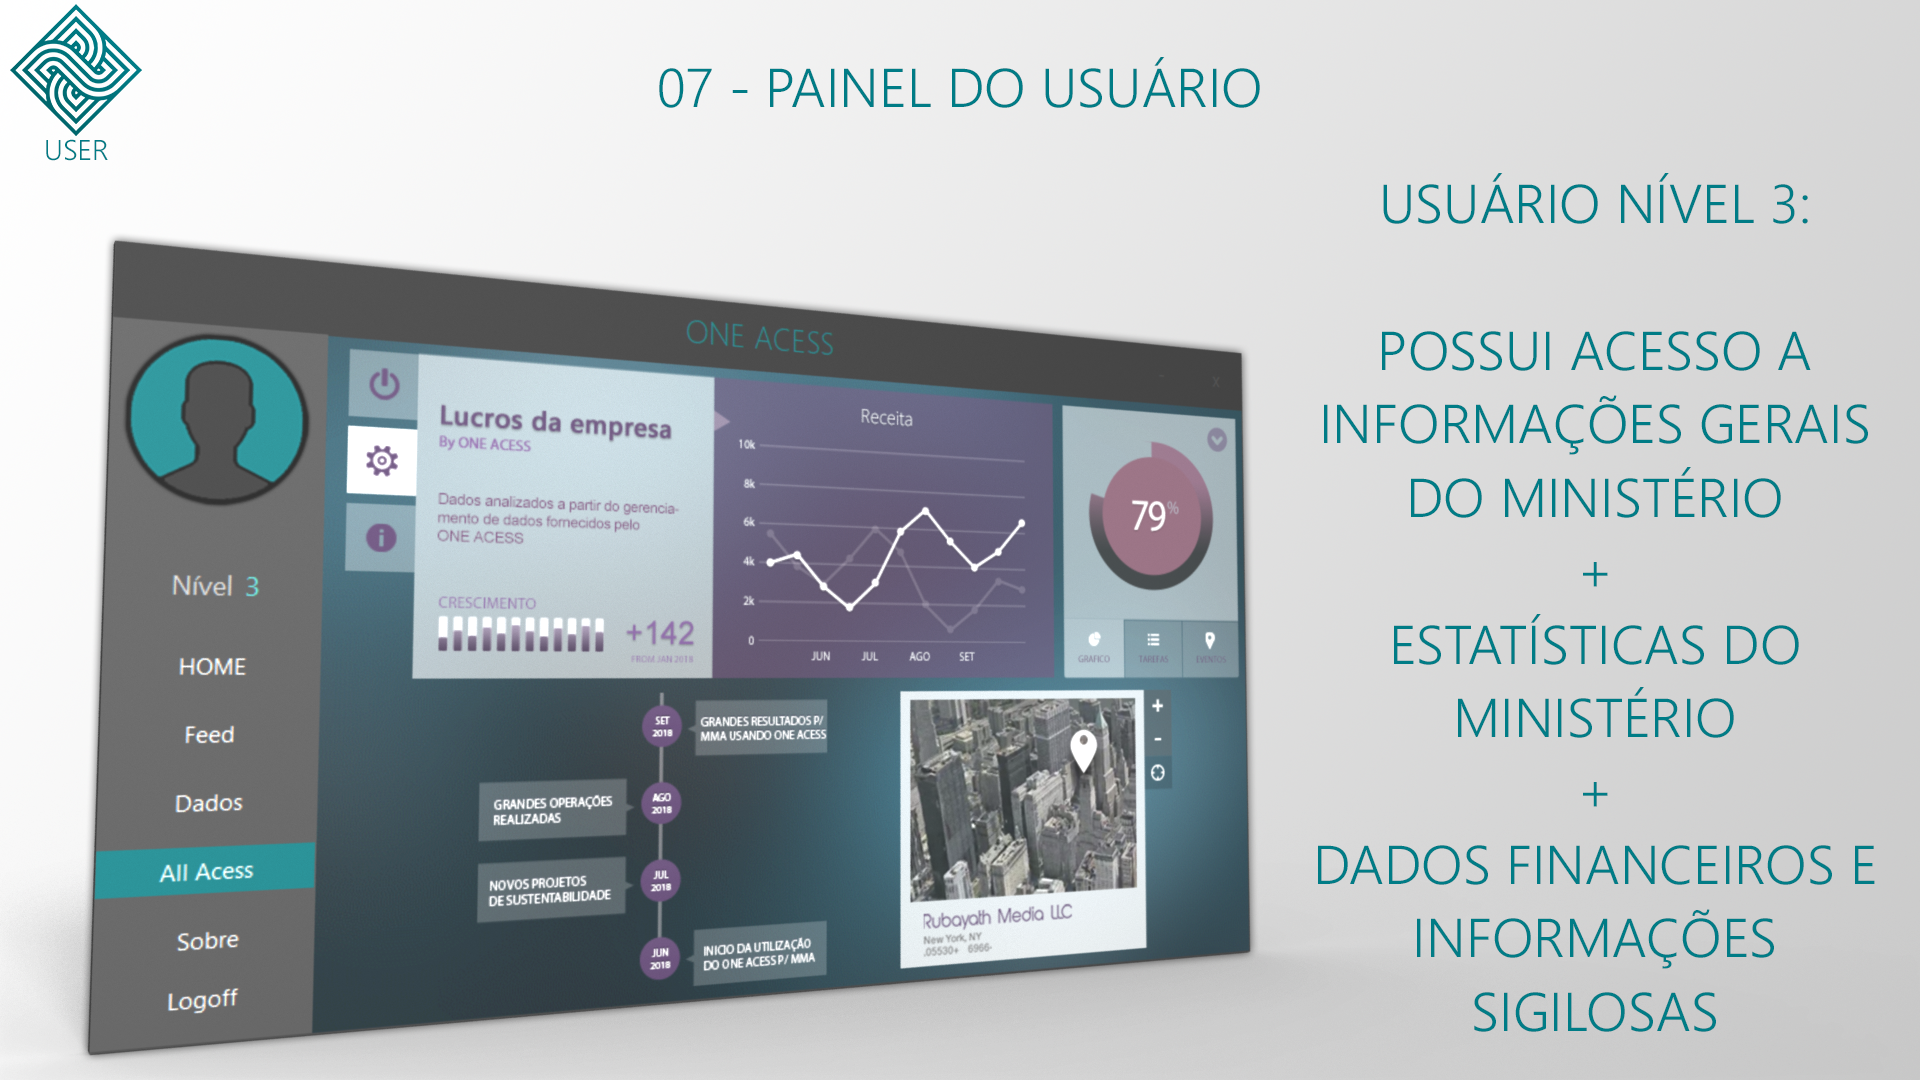 USER
07 - PAINEL DO USUÁRIO
USUÁRIO NÍVEL 3:
POSSUI ACESSO A
INFORMAÇÕES GERAIS
DO MINISTÉRIO
+
ESTATÍSTICAS DO
MINISTÉRIO
+
DADOS FINANCEIROS E
INFORMAÇÕES
SIGILOSAS
ONE ACESS
- x
Nível 3
HOME
Feed
Dados
All Acess
Sobre
Logoff
Lucros da empresa
By ONE ACESS
Dados analizados a partir do gerencia-
mento de dados fornecidos pelo
ONE ACESS
CRESCIMENTO
+142
FROM JAN 2018
Receita
10k
8k
6k
4k
2k
0
JUN JUL AGO SET
79%
GRAFICO TAREFAS EVENTOS
SET
2018
GRANDES RESULTADOS P/
MMA USANDO ONE ACESS
AGO
2018
GRANDES OPERAÇÕES
REALIZADAS
JUL
2018
NOVOS PROJETOS
DE SUSTENTABILIDADE
JUN
2018
INICIO DA UTILIZAÇÃO
DO ONE ACESS P/ MMA
+
-
Rubayath Media LLC
New York, NY
.05530+ 6966-